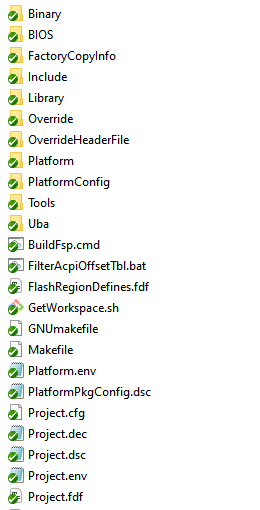 Binary
BIOS
FactoryCopyInfo
Include
Library
Override
OverrideHeaderFile
Platform
PlatformConfig
Tools
Uba
BuildFsp.cmd
FilterAcpiOffsetTbl.bat
FlashRegionDefines.fdf
GetWorkspace.sh
GNUmakefile
Makefile
Platform.env
PlatformPkgConfig.dsc
Project.cfg
Project.dec
Project.dsc
Project.env
Project.fdf